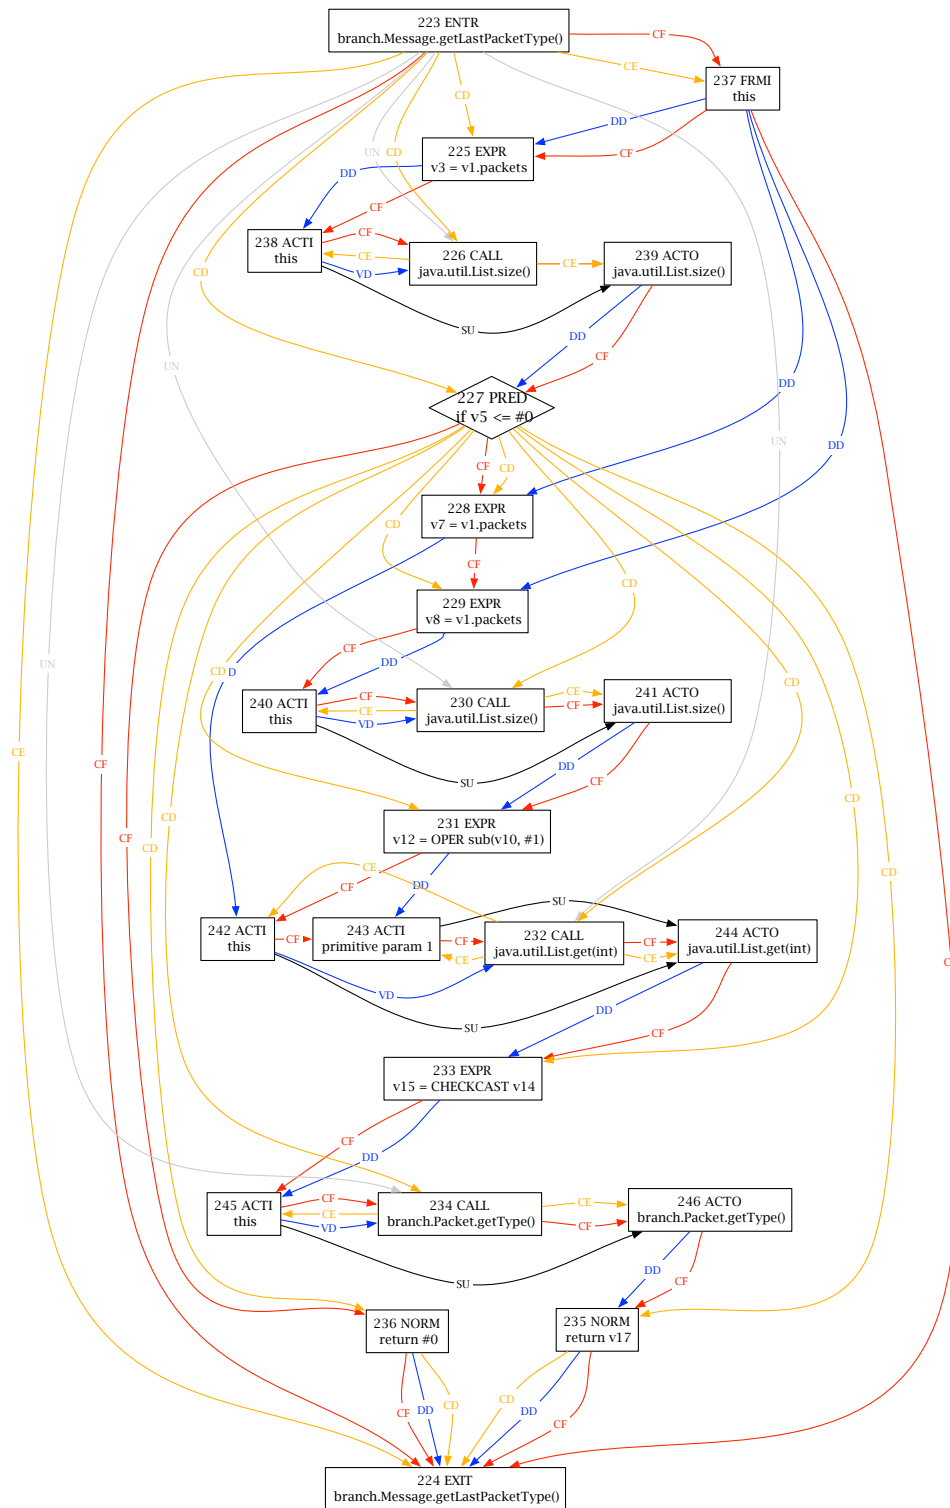 223 ENTR
branch.Message.getLastPacketType()
CF
CE
237 FRMI
this
CD
DD
UN
CD
CF
225 EXPR
v3 = v1.packets
DD
CF
238 ACTI
this
CF
CE
VD
226 CALL
java.util.List.size()
CE
239 ACTO
java.util.List.size()
CD
SU
DD
CF
UN
DD
227 PRED
if v5 <= #0
UN
DD
CF
CD
228 EXPR
v7 = v1.packets
CD
CF
CD
229 EXPR
v8 = v1.packets
CF
DD
UN
CD
D
CD
240 ACTI
this
CF
CE
VD
230 CALL
java.util.List.size()
CE
CF
241 ACTO
java.util.List.size()
CE
CF
SU
DD
CF
CD
231 EXPR
v12 = OPER sub(v10, #1)
CF
CD
CD
CE
CF
DD
CD
SU
242 ACTI
this
CF
243 ACTI
primitive param 1
CF
CE
232 CALL
java.util.List.get(int)
CF
CE
244 ACTO
java.util.List.get(int)
C
VD
SU
DD
CF
233 EXPR
v15 = CHECKCAST v14
CF
DD
245 ACTI
this
CF
CE
VD
234 CALL
branch.Packet.getType()
CE
CF
246 ACTO
branch.Packet.getType()
SU
DD
CF
236 NORM
return #0
235 NORM
return v17
CF
DD
CD
CD
DD
CF
224 EXIT
branch.Message.getLastPacketType()